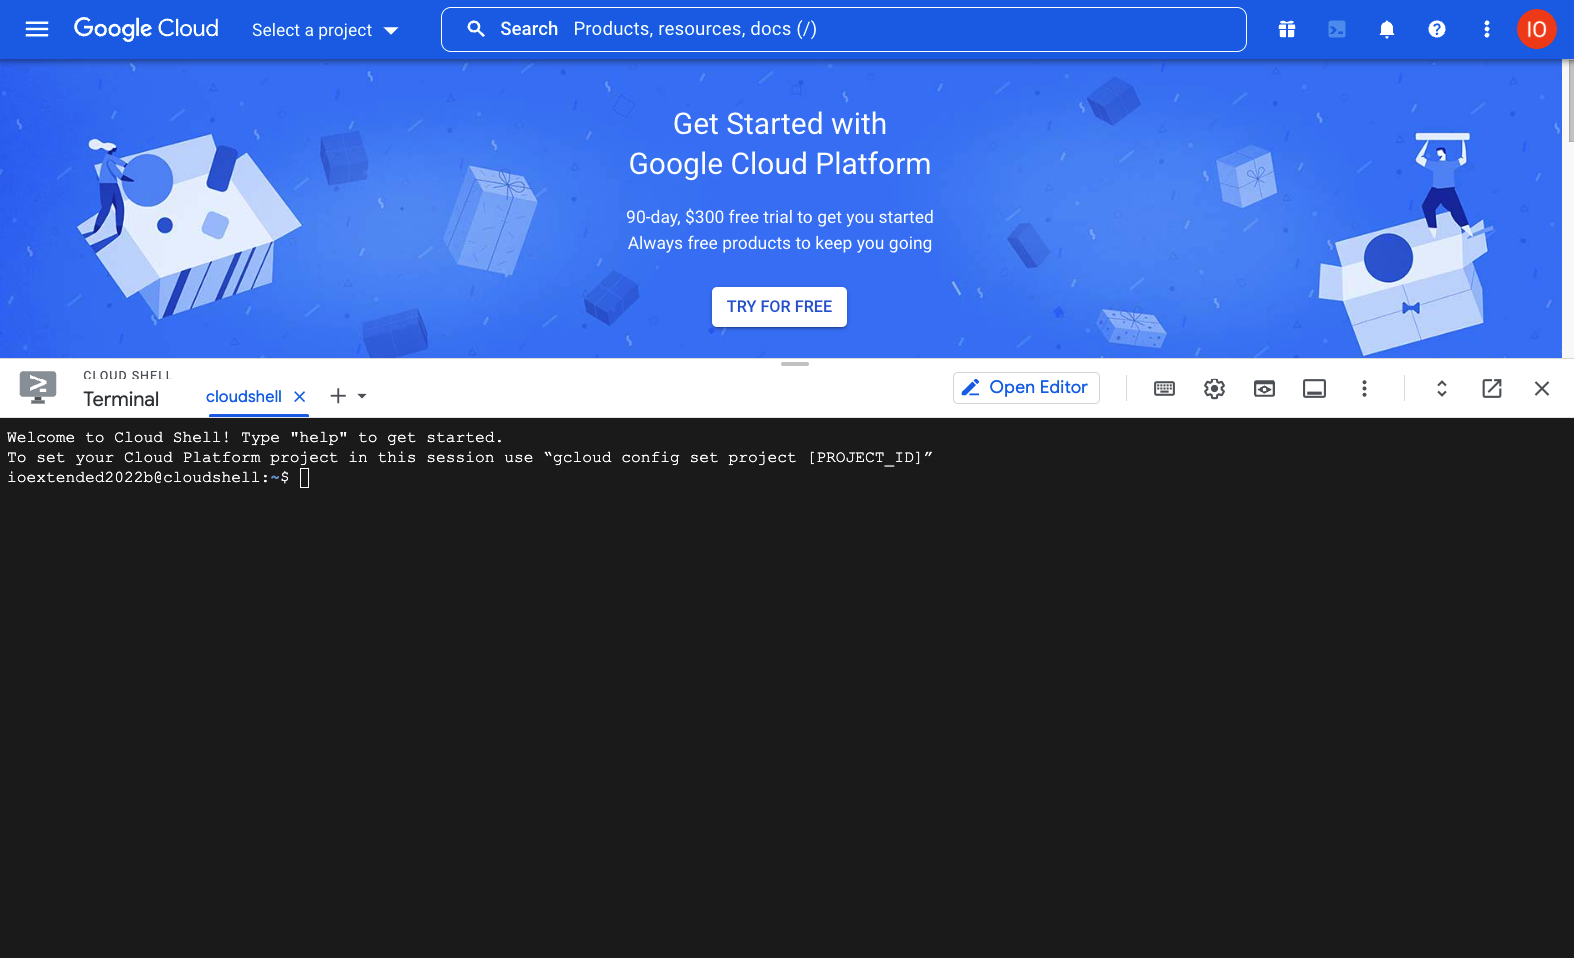 Google Cloud
Select a project
Search Products, resources, docs (/)
IO
Get Started with
Google Cloud Platform
90-day, $300 free trial to get you started
Always free products to keep you going
TRY FOR FREE
CLOUD SHELL
Terminal
cloudshell
Open Editor
Welcome to Cloud Shell! Type "help" to get started.
To set your Cloud Platform project in this session use “gcloud config set project [PROJECT_ID]”
ioextended2022b@cloudshell:~$